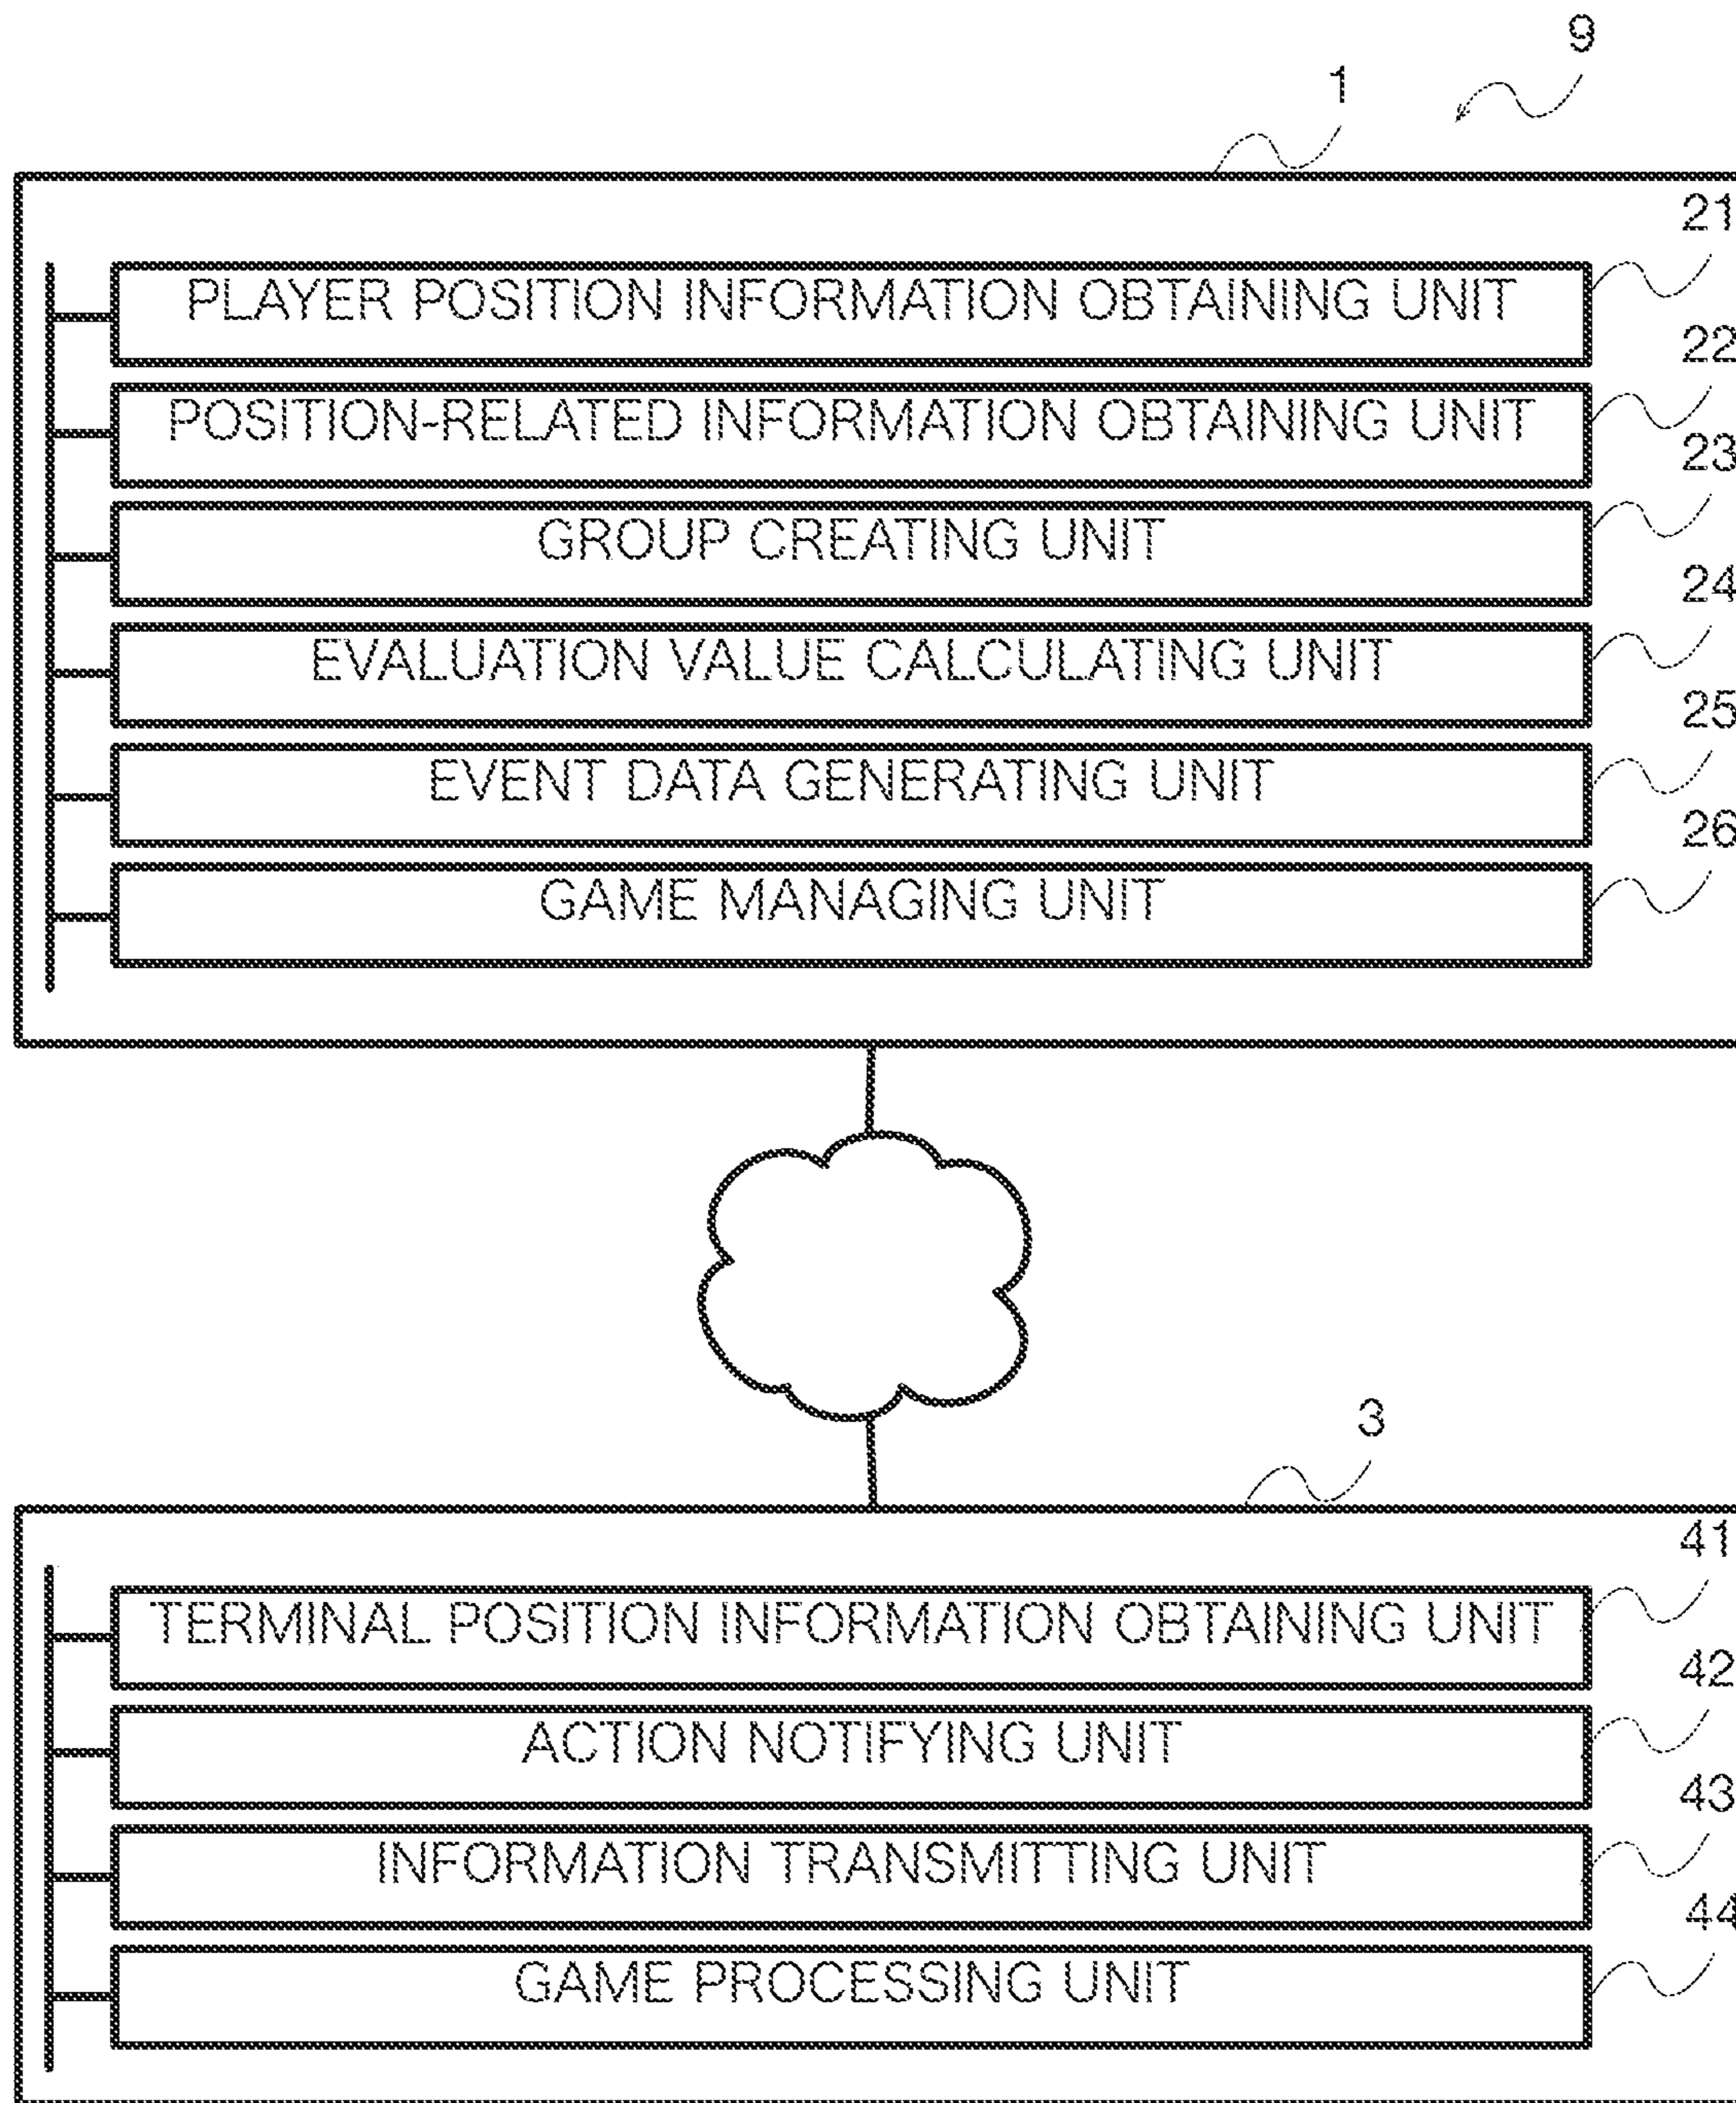 9
1
21
PLAYER POSITION INFORMATION OBTAINING UNIT
22
POSITION-RELATED INFORMATION OBTAINING UNIT
23
GROUP CREATING UNIT
24
EVALUATION VALUE CALCULATING UNIT
25
EVENT DATA GENERATING UNIT
26
GAME MANAGING UNIT
3
41
TERMINAL POSITION INFORMATION OBTAINING UNIT
42
ACTION NOTIFYING UNIT
43
INFORMATION TRANSMITTING UNIT
44
GAME PROCESSING UNIT